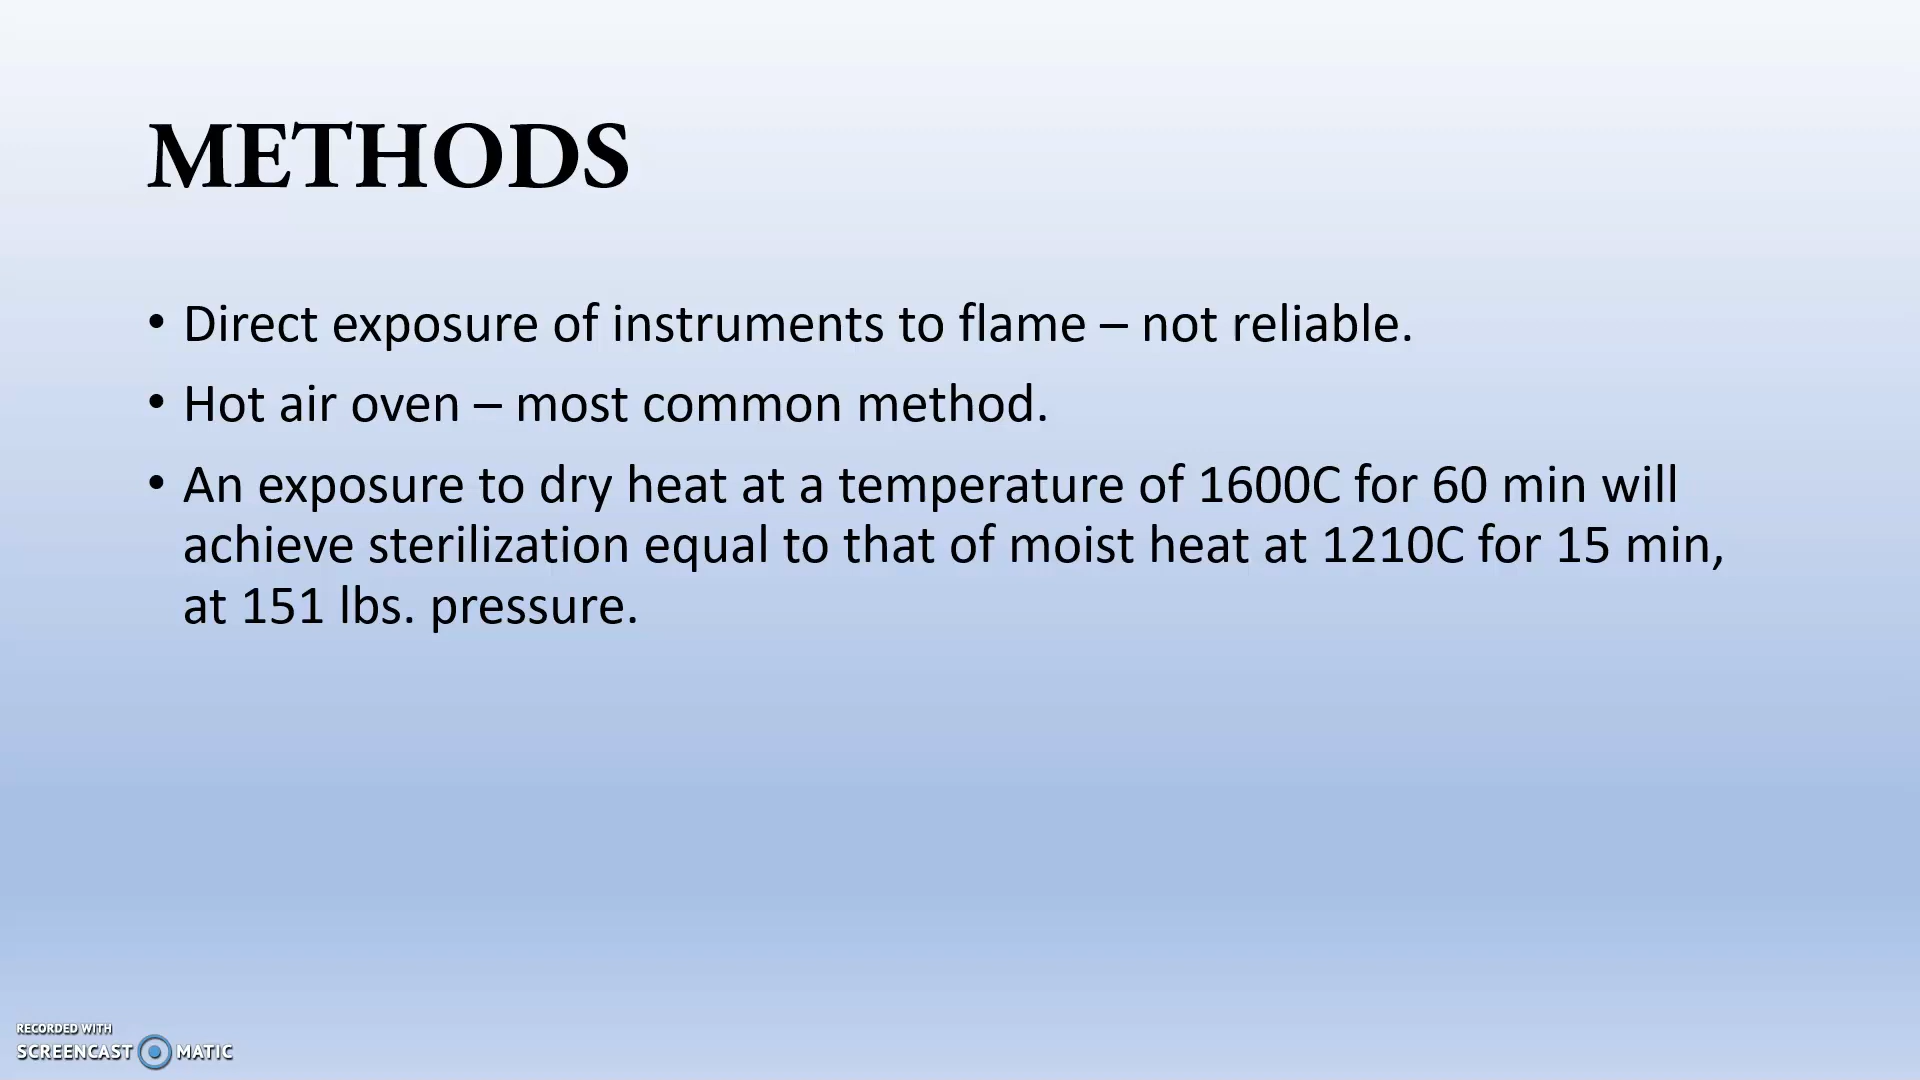 METHODS
• Direct exposure of instruments to flame – not reliable.
• Hot air oven – most common method.
• An exposure to dry heat at a temperature of 1600C for 60 min will
achieve sterilization equal to that of moist heat at 1210C for 15 min,
at 151 lbs. pressure.
RECORDED WITH
SCREENCAST MATIC